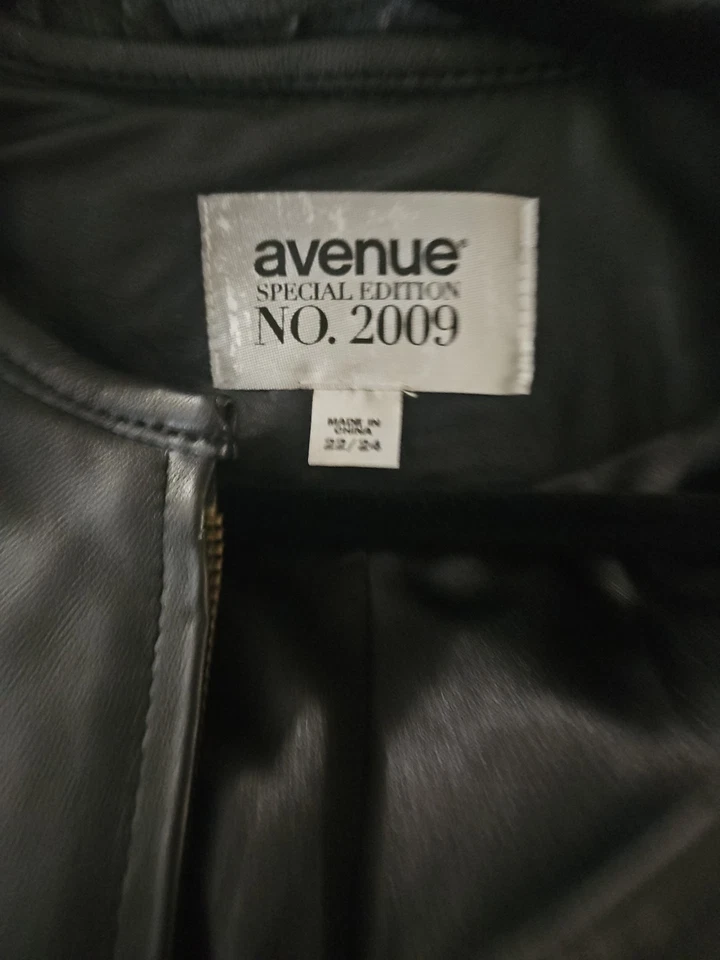 avenue
SPECIAL EDITION
NO. 2009
MADE IN
CHINA
22/24